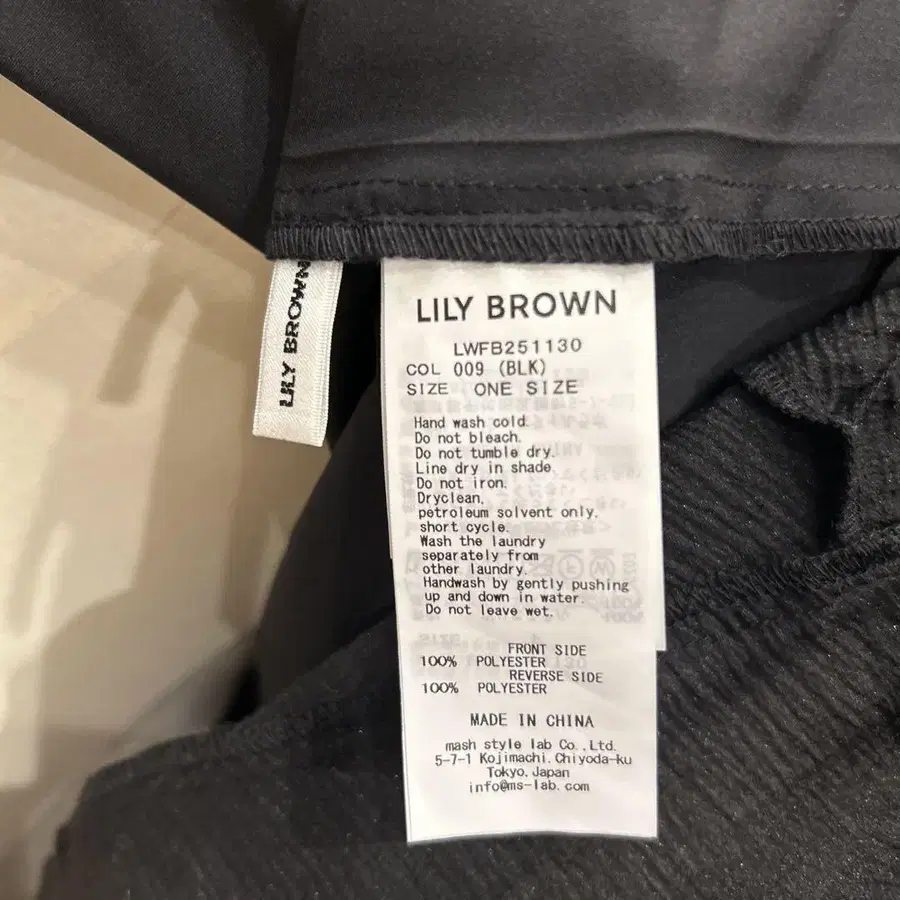 LILY BROWN
LILY BROWN
LWFB251130
COL 009 (BLK)
SIZE ONE SIZE
Hand wash cold.
Do not bleach.
Do not tumble dry.
Line dry in shade.
Do not iron.
Dryclean,
petroleum solvent only.
short cycle.
Wash the laundry
separately from
other laundry.
Handwash by gently pushing
up and down in water.
Do not leave wet.
FRONT SIDE
100% POLYESTER
REVERSE SIDE
100% POLYESTER
MADE IN CHINA
mash style lab Co.,Ltd.
5-7-1 Kojimachi.Chiyoda-ku
Tokyo.Japan
info@ms-lab.com